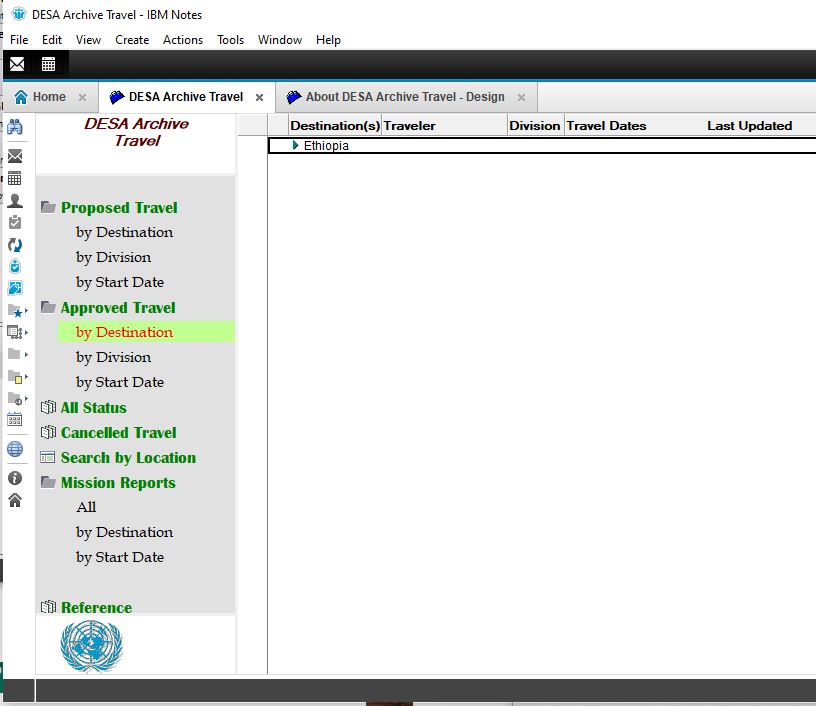 DESA Archive Travel - IBM Notes
File Edit View Create Actions Tools Window Help
Home DESA Archive Travel About DESA Archive Travel - Design
DESA Archive
Travel
Destination(s) Traveler Division Travel Dates Last Updated
Ethiopia
Proposed Travel
by Destination
by Division
by Start Date
Approved Travel
by Destination
by Division
by Start Date
All Status
Cancelled Travel
Search by Location
Mission Reports
All
by Destination
by Start Date
Reference